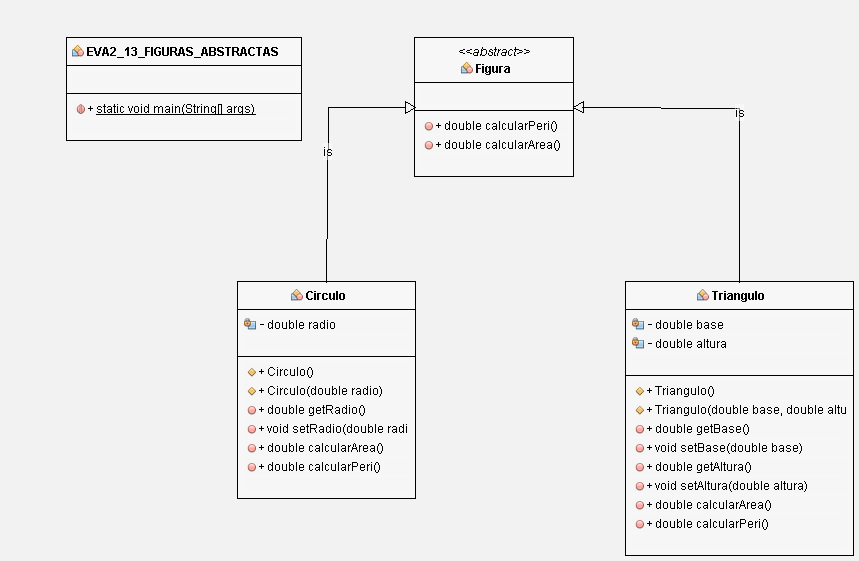 EVA2_13_FIGURAS_ABSTRACTAS
+ static void main(String[] args)
<<abstract>>
Figura
+ double calcularPeri()
+ double calcularArea()
is
is
Circulo
- double radio
+ Circulo()
+ Circulo(double radio)
+ double getRadio()
+ void setRadio(double radi
+ double calcularArea()
+ double calcularPeri()
Triangulo
- double base
- double altura
+ Triangulo()
+ Triangulo(double base, double altu
+ double getBase()
+ void setBase(double base)
+ double getAltura()
+ void setAltura(double altura)
+ double calcularArea()
+ double calcularPeri()